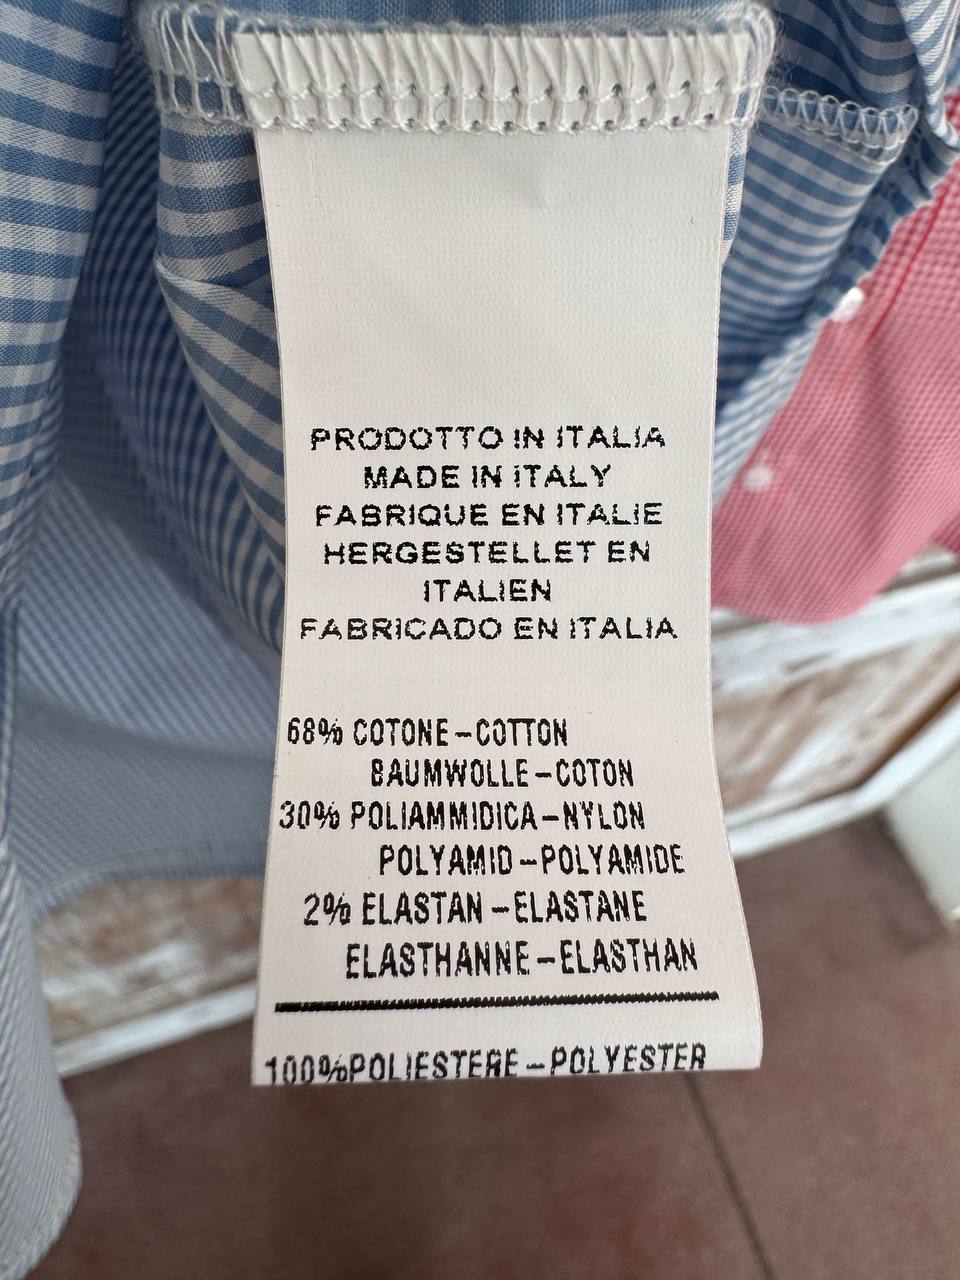 PRODOTTO IN ITALIA
MADE IN ITALY
FABRIQUE EN ITALIE
HERGESTELLET EN
ITALIEN
FABRICADO EN ITALIA
68% COTONE-COTTON
BAUMWOLLE-COTON
30% POLIAMMIDICA-NYLON
POLYAMID-POLYAMIDE
2% ELASTAN-ELASTANE
ELASTHANNE-ELASTHAN
100%POLIESTERE-POLYESTER